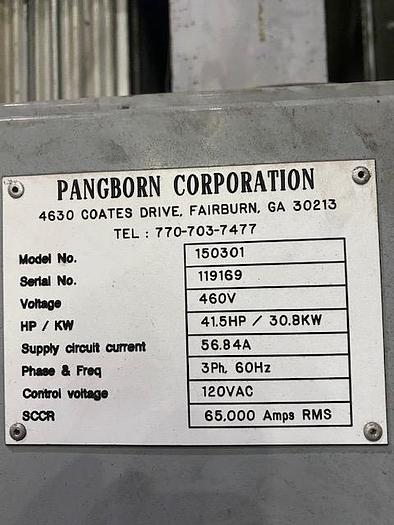 PANGBORN CORPORATION
4630 COATES DRIVE, FAIRBURN, GA 30213
TEL : 770-703-7477
Model No. 150301
Serial No. 119169
Voltage 460V
HP / KW 41.5HP / 30.8KW
Supply circuit current 56.84A
Phase & Freq 3Ph, 60Hz
Control voltage 120VAC
SCCR 65,000 Amps RMS